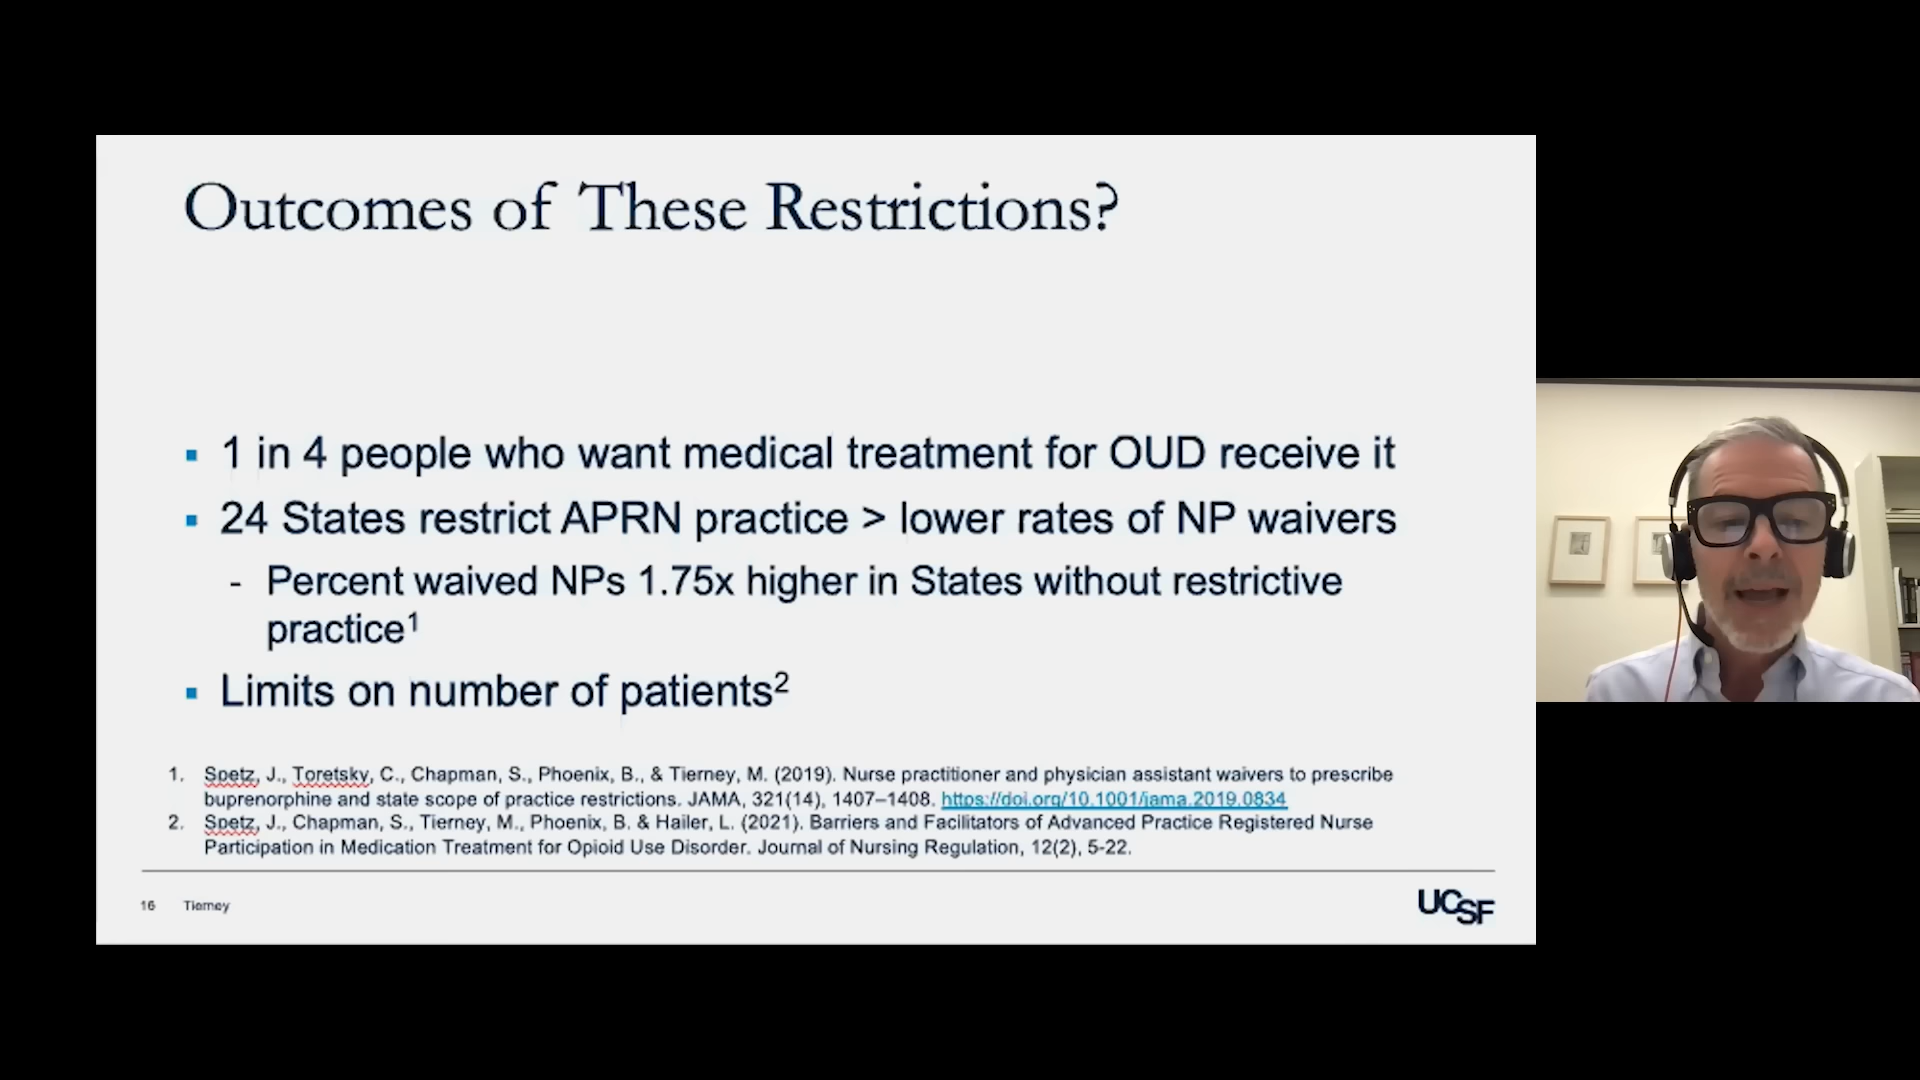 Outcomes of These Restrictions?
▪ 1 in 4 people who want medical treatment for OUD receive it
▪ 24 States restrict APRN practice > lower rates of NP waivers
- Percent waived NPs 1.75x higher in States without restrictive
practice¹
▪ Limits on number of patients²
1. Spetz, J., Toretsky, C., Chapman, S., Phoenix, B., & Tierney, M. (2019). Nurse practitioner and physician assistant waivers to prescribe
buprenorphine and state scope of practice restrictions. JAMA, 321(14), 1407–1408. https://doi.org/10.1001/jama.2019.0834
2. Spetz, J., Chapman, S., Tierney, M., Phoenix, B. & Hailer, L. (2021). Barriers and Facilitators of Advanced Practice Registered Nurse
Participation in Medication Treatment for Opioid Use Disorder. Journal of Nursing Regulation, 12(2), 5-22.
16 Tierney
UCSF